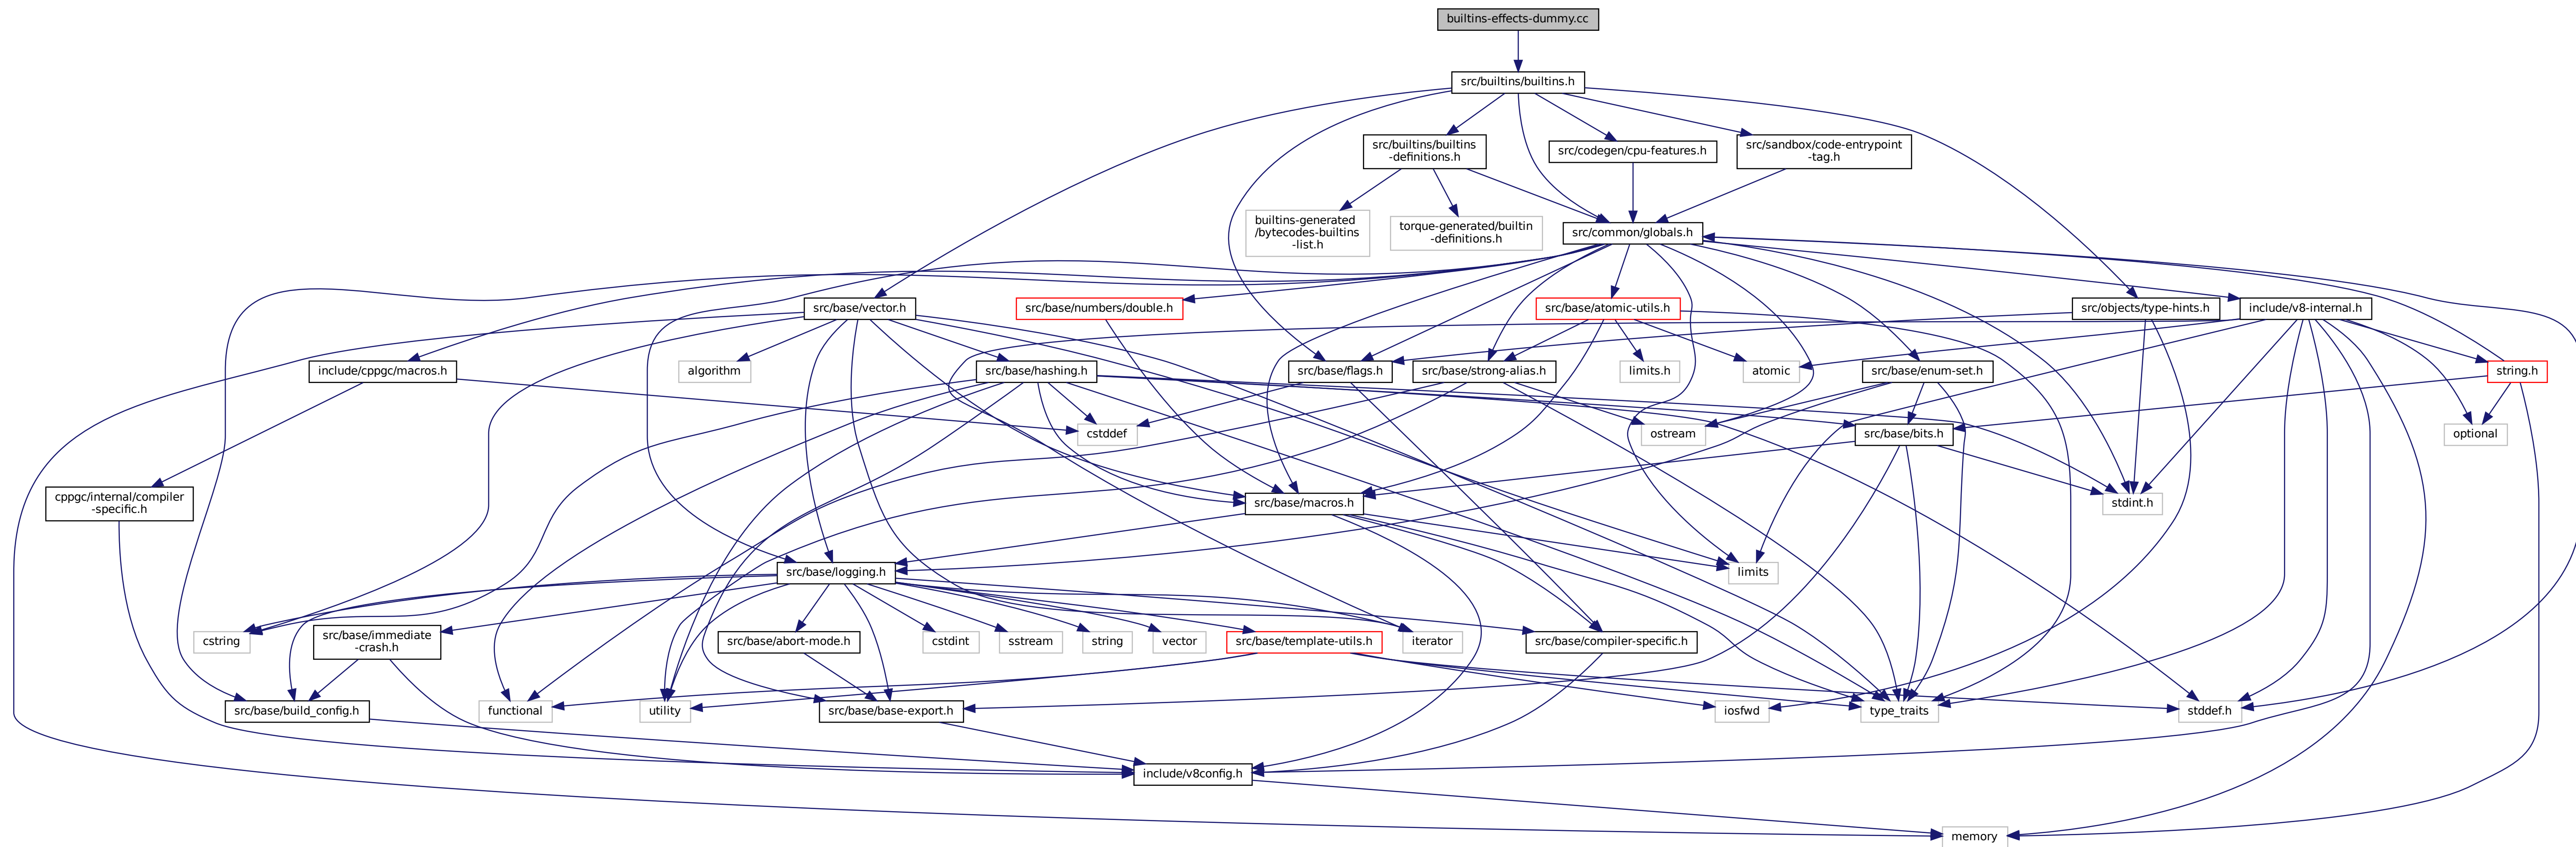 builtins-effects-dummy.cc
src/builtins/builtins.h
src/builtins/builtins
-definitions.h
src/codegen/cpu-features.h
src/sandbox/code-entrypoint
-tag.h
builtins-generated
/bytecodes-builtins
-list.h
torque-generated/builtin
-definitions.h
src/common/globals.h
src/base/vector.h
src/base/numbers/double.h
src/base/atomic-utils.h
src/objects/type-hints.h
include/v8-internal.h
include/cppgc/macros.h
algorithm
src/base/hashing.h
src/base/flags.h
src/base/strong-alias.h
limits.h
atomic
src/base/enum-set.h
string.h
cstddef
ostream
src/base/bits.h
optional
cppgc/internal/compiler
-specific.h
src/base/macros.h
stdint.h
src/base/logging.h
limits
cstring
src/base/immediate
-crash.h
src/base/abort-mode.h
cstdint
sstream
string
vector
src/base/template-utils.h
iterator
src/base/compiler-specific.h
src/base/build_config.h
functional
utility
src/base/base-export.h
iosfwd
type_traits
stddef.h
include/v8config.h
memory